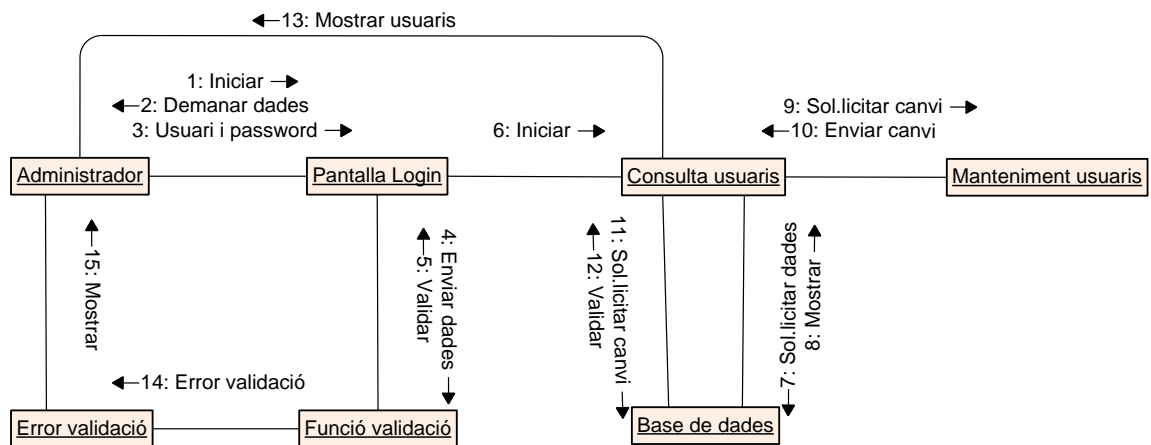 13: Mostrar usuaris
1: Iniciar
2: Demanar dades
3: Usuari i password
6: Iniciar
9: Sol.licitar canvi
10: Enviar canvi
Administrador
Pantalla Login
Consulta usuaris
Manteniment usuaris
15: Mostrar
4: Enviar dades
5: Validar
11: Sol.licitar canvi
12: Validar
7: Sol.licitar dades
8: Mostrar
14: Error validació
Error validació
Funció validació
Base de dades